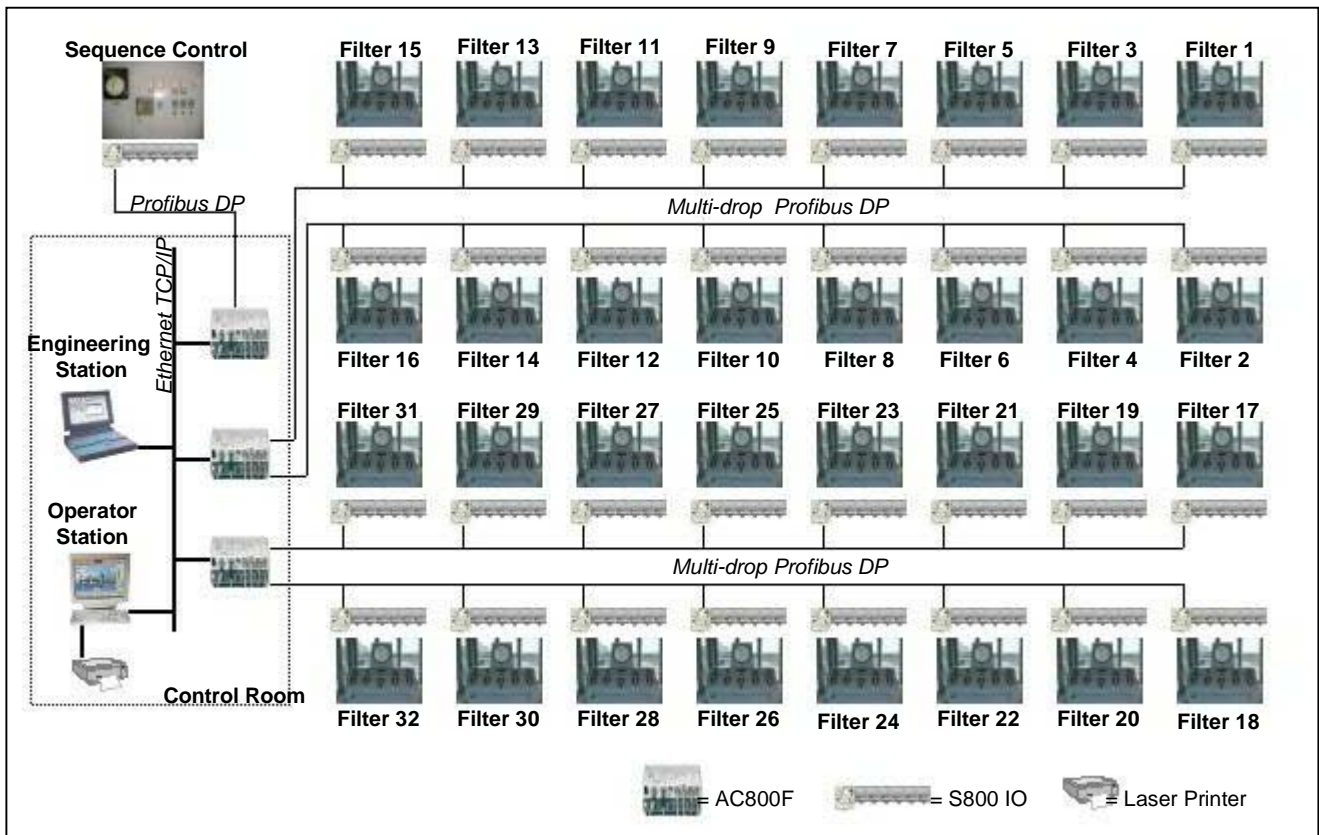 Sequence Control
Filter 15 Filter 13 Filter 11 Filter 9 Filter 7 Filter 5 Filter 3 Filter 1
Profibus DP
Multi-drop Profibus DP
Ethernet TCP/IP
Engineering
Station
Filter 16 Filter 14 Filter 12 Filter 10 Filter 8 Filter 6 Filter 4 Filter 2
Filter 31 Filter 29 Filter 27 Filter 25 Filter 23 Filter 21 Filter 19 Filter 17
Operator
Station
Multi-drop Profibus DP
Control Room
Filter 32 Filter 30 Filter 28 Filter 26 Filter 24 Filter 22 Filter 20 Filter 18
= AC800F = S800 IO = Laser Printer